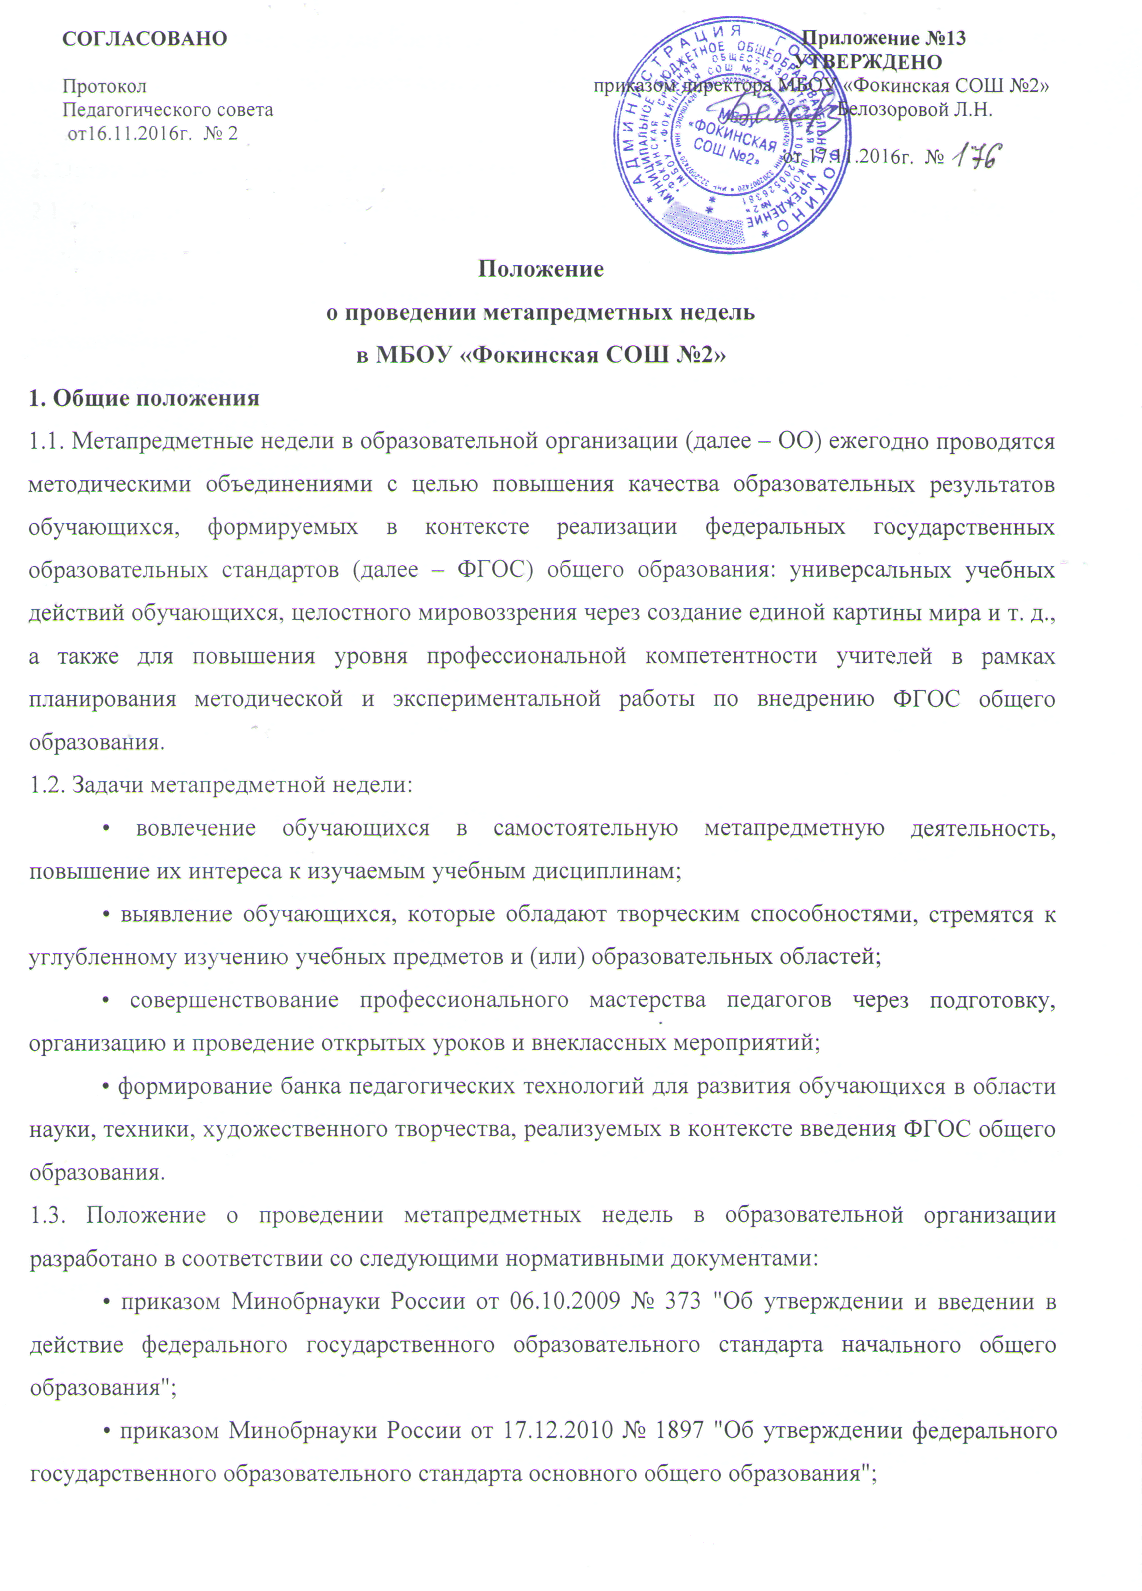 СОГЛАСОВАНО
Протокол
Педагогического совета
от16.11.2016г. № 2
Приложение №13
УТВЕРЖДЕНО
приказом директора МБОУ «Фокинская СОШ №2»
Белозоровой Л.Н.
от 17.11.2016г. № 176
МБОУ
«ФОКИНСКАЯ
СОШ №2»
Положение
о проведении метапредметных недель
в МБОУ «Фокинская СОШ №2»
1. Общие положения
1.1. Метапредметные недели в образовательной организации (далее – ОО) ежегодно проводятся
методическими объединениями с целью повышения качества образовательных результатов
обучающихся, формируемых в контексте реализации федеральных государственных
образовательных стандартов (далее – ФГОС) общего образования: универсальных учебных
действий обучающихся, целостного мировоззрения через создание единой картины мира и т. д.,
а также для повышения уровня профессиональной компетентности учителей в рамках
планирования методической и экспериментальной работы по внедрению ФГОС общего
образования.
1.2. Задачи метапредметной недели:
• вовлечение обучающихся в самостоятельную метапредметную деятельность,
повышение их интереса к изучаемым учебным дисциплинам;
• выявление обучающихся, которые обладают творческим способностями, стремятся к
углубленному изучению учебных предметов и (или) образовательных областей;
• совершенствование профессионального мастерства педагогов через подготовку,
организацию и проведение открытых уроков и внеклассных мероприятий;
• формирование банка педагогических технологий для развития обучающихся в области
науки, техники, художественного творчества, реализуемых в контексте введения ФГОС общего
образования.
1.3. Положение о проведении метапредметных недель в образовательной организации
разработано в соответствии со следующими нормативными документами:
• приказом Минобрнауки России от 06.10.2009 № 373 "Об утверждении и введении в
действие федерального государственного образовательного стандарта начального общего
образования";
• приказом Минобрнауки России от 17.12.2010 № 1897 "Об утверждении федерального
государственного образовательного стандарта основного общего образования";